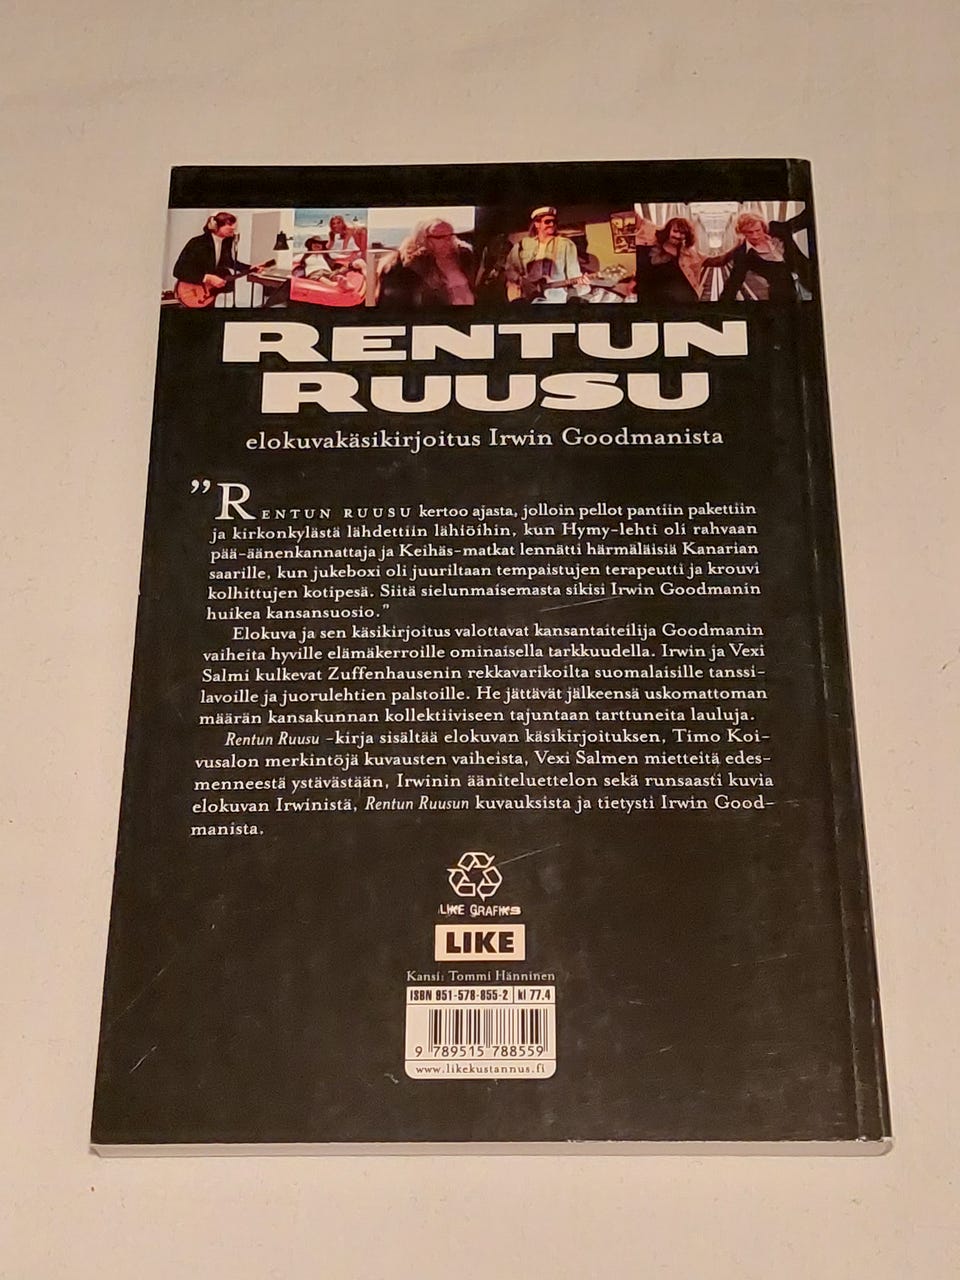 RENTUN
RUUSU
elokuvakäsikirjoitus Irwin Goodmanista
”RENTUN RUUSU kertoo ajasta, jolloin pellot pantiin pakettiin
ja kirkonkylästä lähdettiin lähiöihin, kun Hymy-lehti oli rahvaan
pää-äänenkannattaja ja Keihäs-matkat lennätti härmäläisiä Kanarian
saarille, kun jukeboxi oli juuriltaan tempaistujen terapeutti ja krouvi
kolhittujen kotipesä. Siitä sielunmaisemasta sikisi Irwin Goodmanin
huikea kansansuosio.”
Elokuva ja sen käsikirjoitus valottavat kansantaiteilija Goodmanin
vaiheita hyville elämäkerroille ominaisella tarkkuudella. Irwin ja Vexi
Salmi kulkevat Zuffenhausenin rekkavarikoilta suomalaisille tanssi-
lavoille ja juorulehtien palstoille. He jättävät jälkeensä uskomattoman
määrän kansakunnan kollektiiviseen tajuntaan tarttuneita lauluja.
Rentun Ruusu -kirja sisältää elokuvan käsikirjoituksen, Timo Koi-
vusalon merkintöjä kuvausten vaiheista, Vexi Salmen mietteitä edes-
menneestä ystävästään, Irwinin ääniteluettelon sekä runsaasti kuvia
elokuvan Irwinistä, Rentun Ruusun kuvauksista ja tietysti Irwin Good-
manista.
LIKE GRAFIKS
LIKE
Kansi: Tommi Hänninen
ISBN 951-578-855-2 kl 77.4
9 789515 788559
www.likekustannus.fi